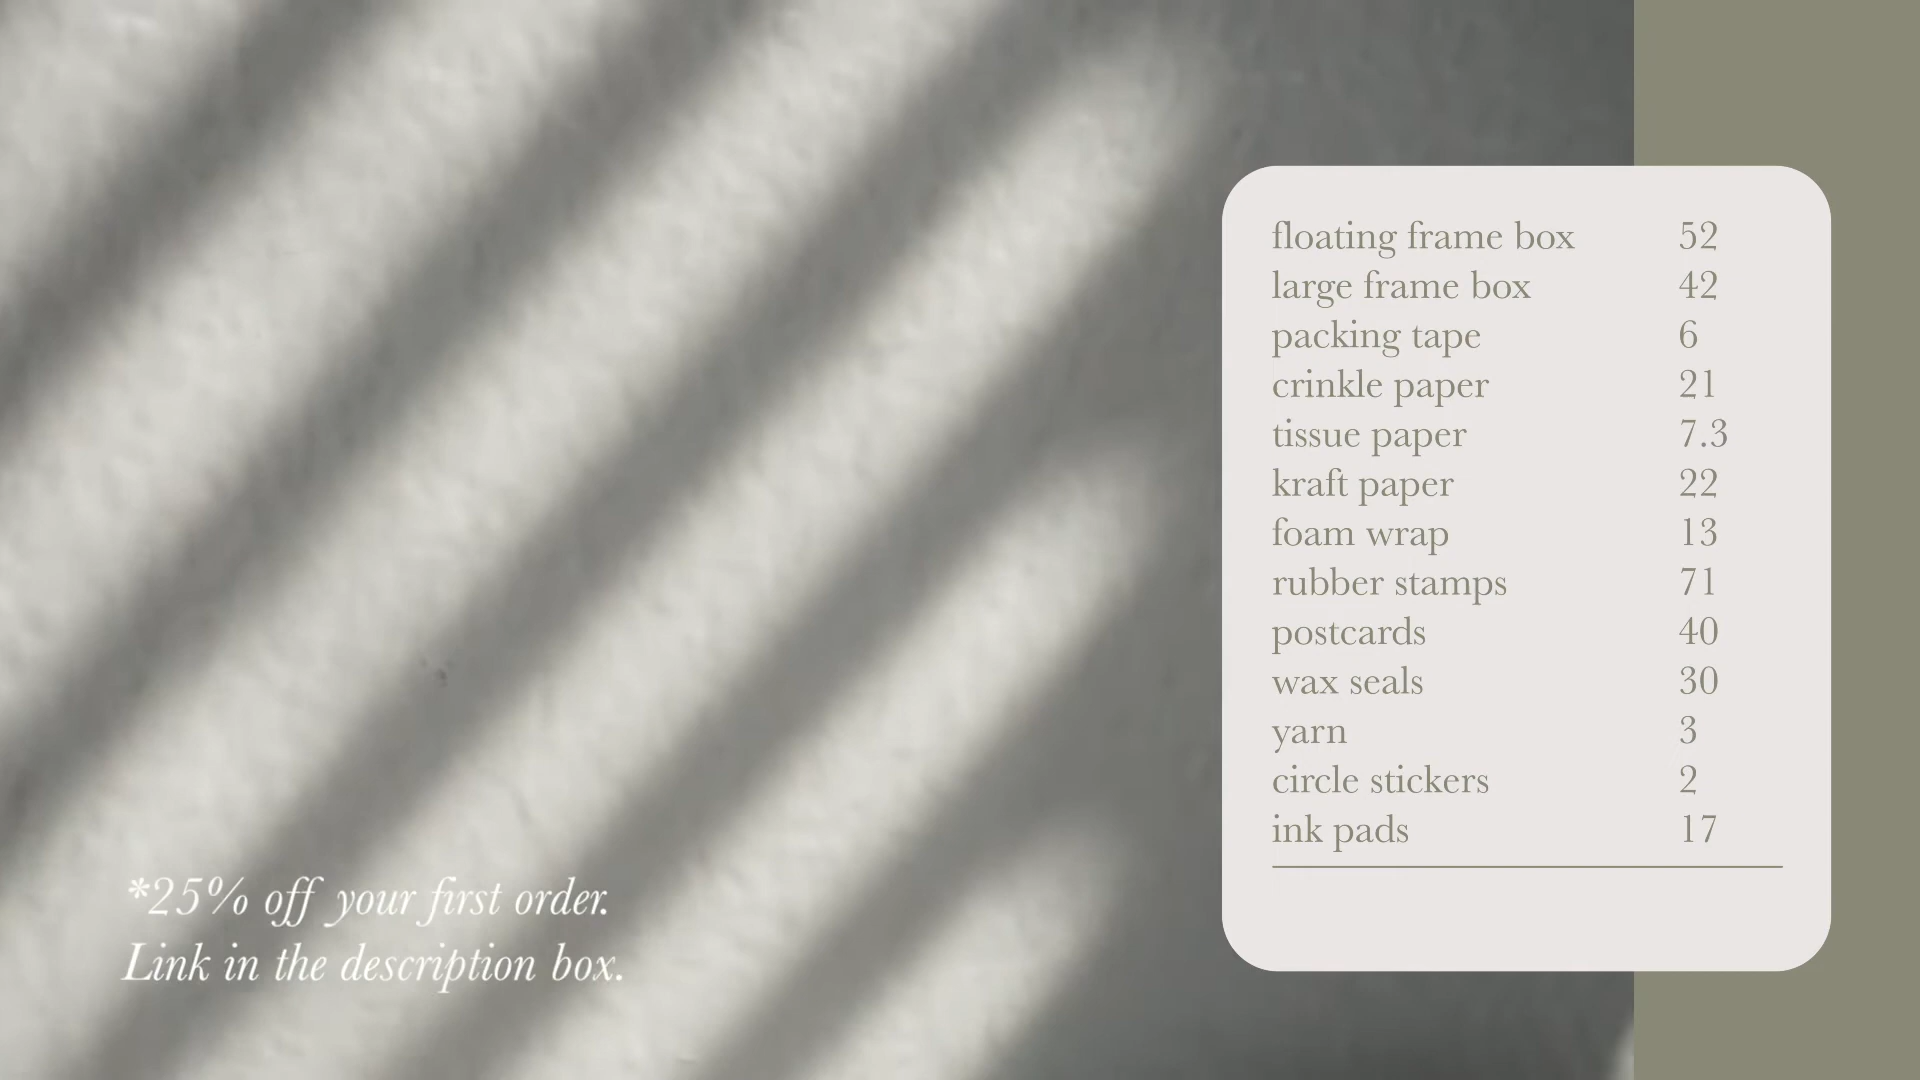 floating frame box 52
large frame box 42
packing tape 6
crinkle paper 21
tissue paper 7.3
kraft paper 22
foam wrap 13
rubber stamps 71
postcards 40
wax seals 30
yarn 3
circle stickers 2
ink pads 17
*25% off your first order.
Link in the description box.